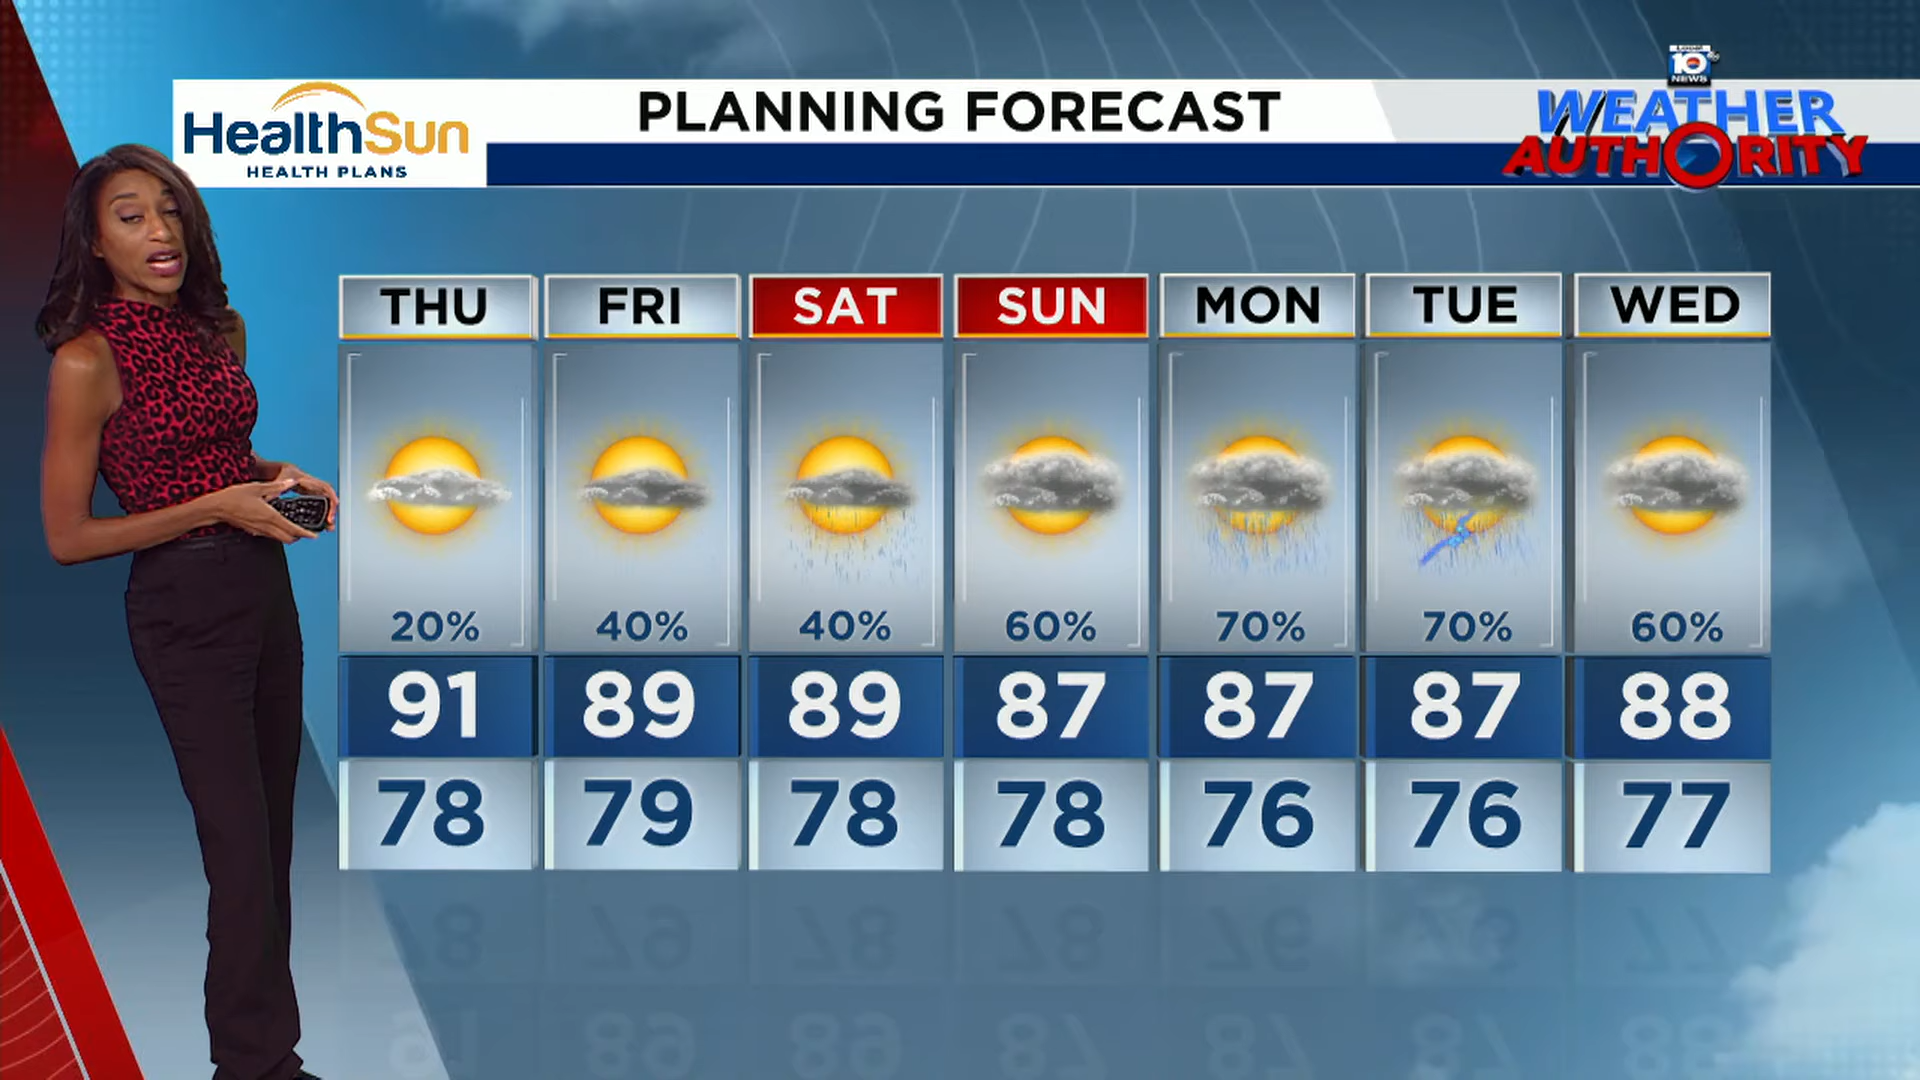 HealthSun
HEALTH PLANS
PLANNING FORECAST
LOCAL
10
NEWS
WEATHER
AUTHORITY
THU FRI SAT SUN MON TUE WED
20% 40% 40% 60% 70% 70% 60%
91 89 89 87 87 87 88
78 79 78 78 76 76 77